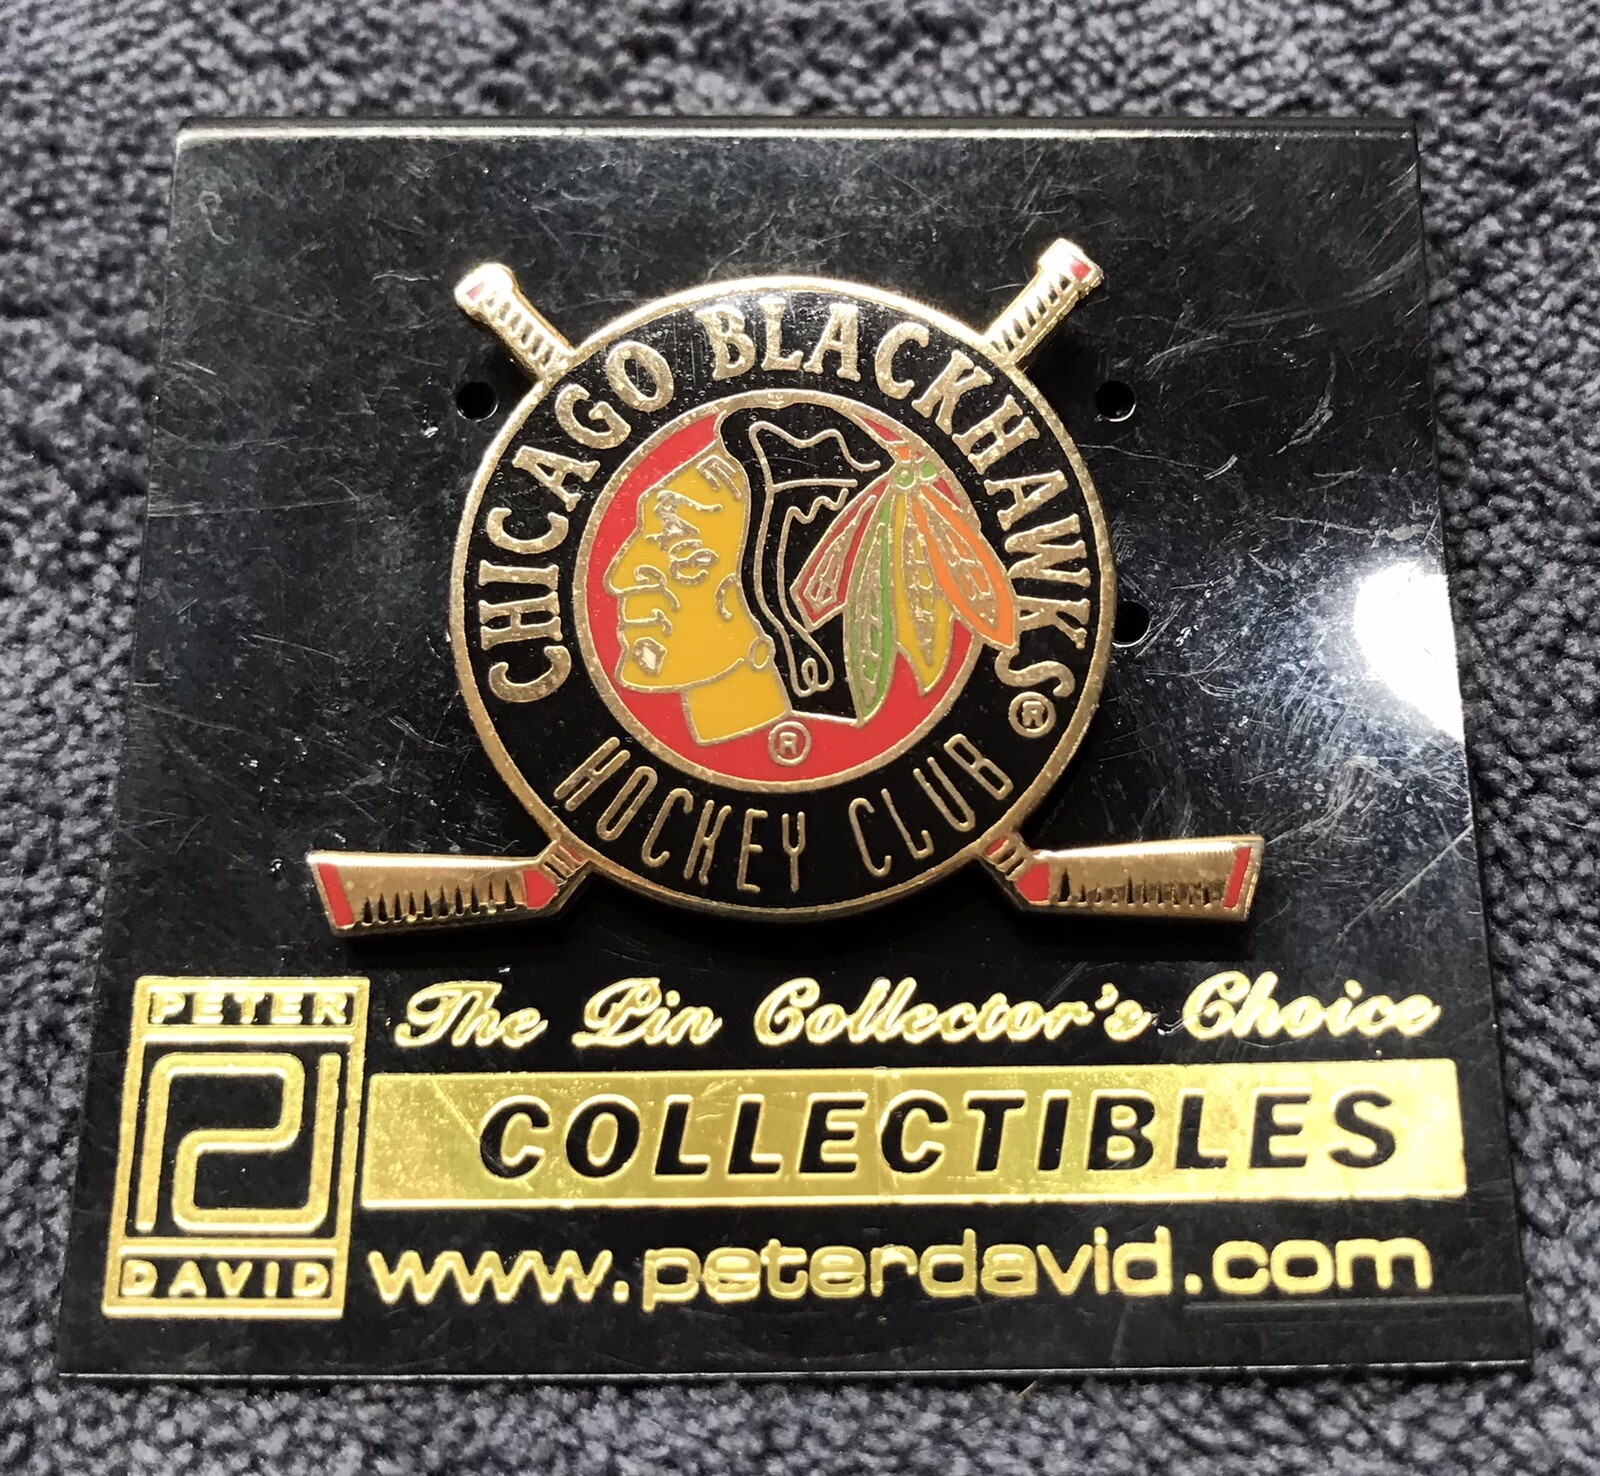 CHICAGO BLACKHAWKS®
®
HOCKEY CLUB
PETER
DAVID
The Pin Collector's Choice
COLLECTIBLES
www.peterdavid.com